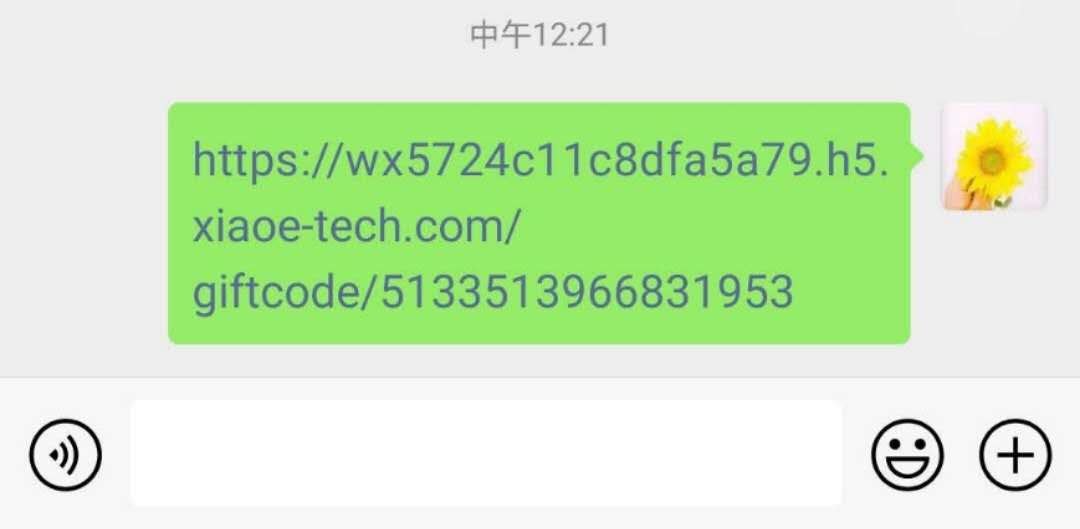 中午12:21
https://wx5724c11c8dfa5a79.h5.
xiaoe-tech.com/
giftcode/5133513966831953